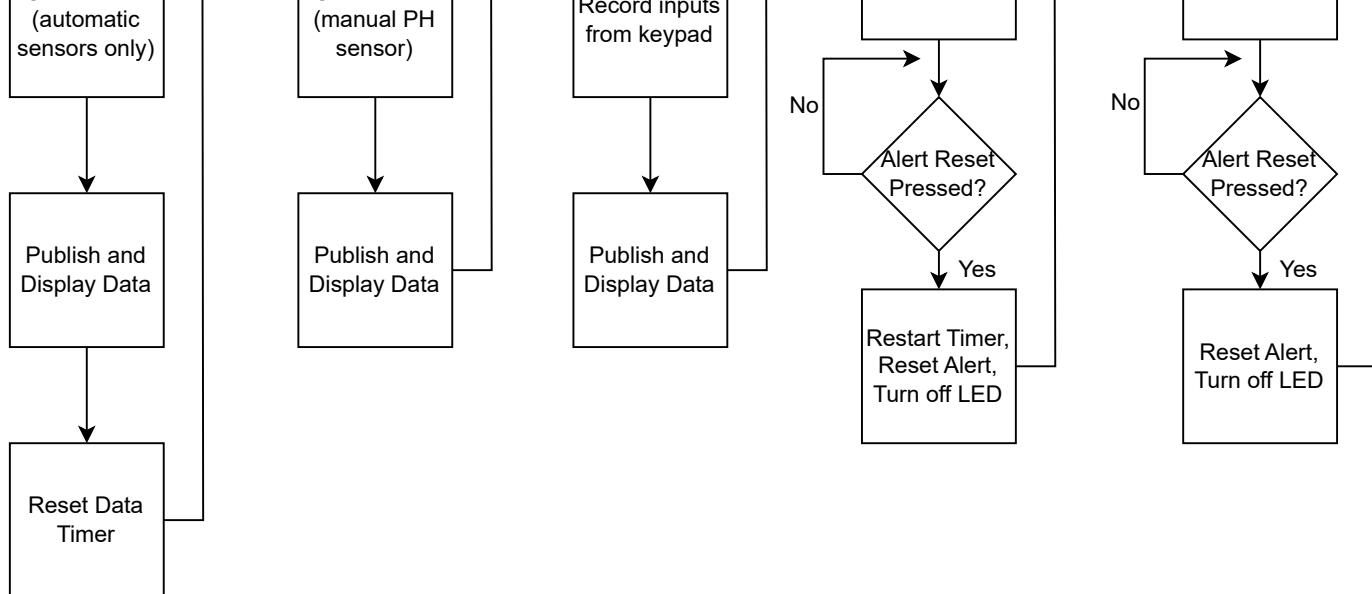 (automatic
sensors only)
Publish and
Display Data
Reset Data
Timer
(manual PH
sensor)
Publish and
Display Data
Record inputs
from keypad
Publish and
Display Data
No
Alert Reset
Pressed?
Yes
Restart Timer,
Reset Alert,
Turn off LED
No
Alert Reset
Pressed?
Yes
Reset Alert,
Turn off LED